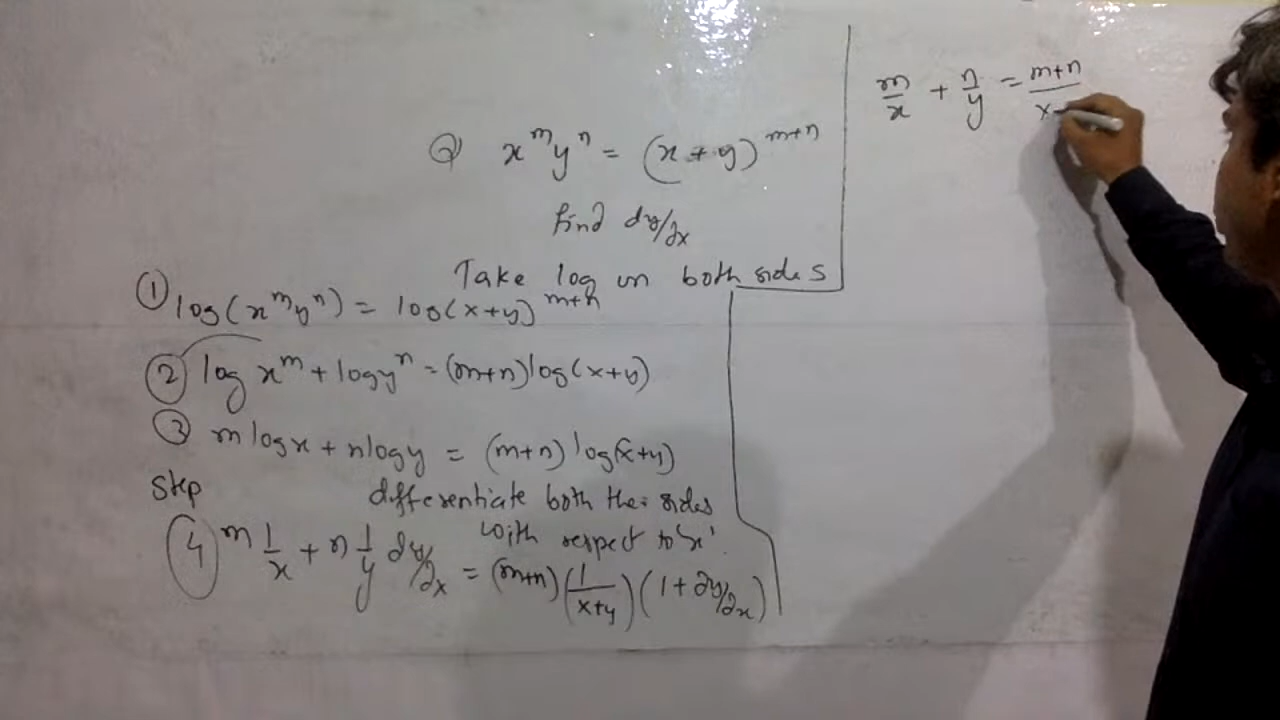 Q x^m y^n = (x + y)^{m+n}
find dy/dx
Take log on both sides
① log(x^m y^n) = log(x+y)^{m+n}
② log x^m + log y^n = (m+n) log(x+y)
③ m log x + n log y = (m+n) log(x+y)
Step
differentiate both the sides
with respect to 'x'.
④ m 1/x + n 1/y dy/dx = (m+n) (1/(x+y)) (1 + dy/dx)
m/x + n/y = (m+n)/x